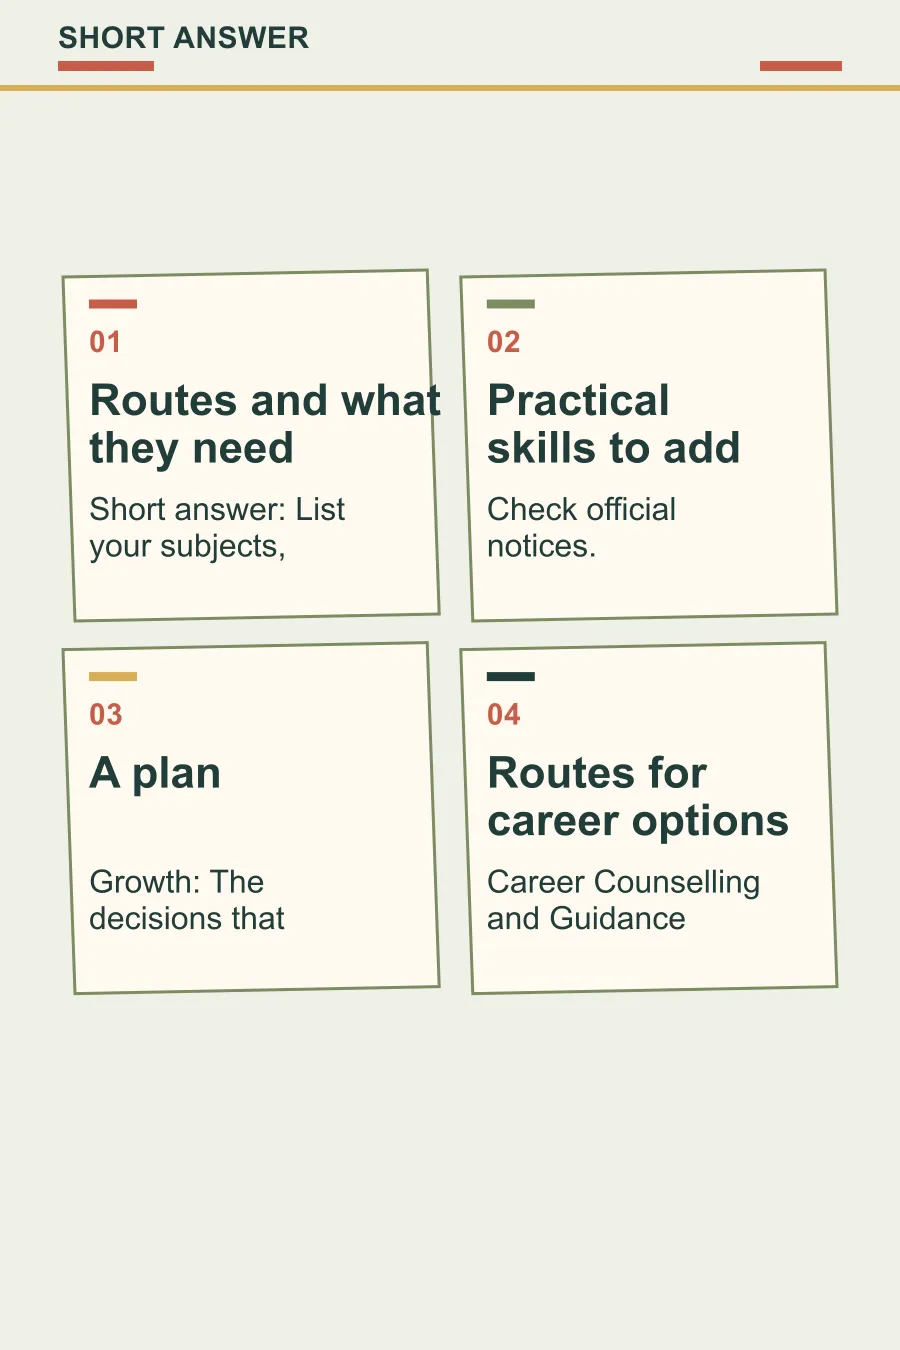 SHORT ANSWER
01
Routes and what
they need
Short answer: List
your subjects,
02
Practical
skills to add
Check official
notices.
03
A plan
Growth: The
decisions that
04
Routes for
career options
Career Counselling
and Guidance